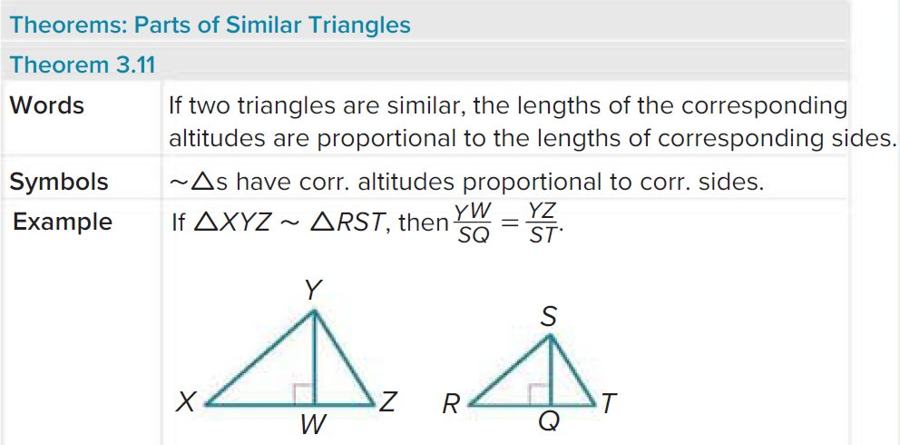 Theorems: Parts of Similar Triangles
Theorem 3.11
Words If two triangles are similar, the lengths of the corresponding
altitudes are proportional to the lengths of corresponding sides.
Symbols ~△s have corr. altitudes proportional to corr. sides.
Example If △XYZ ~ △RST, then YW/SQ = YZ/ST.
Y
S
X Z R T
W Q